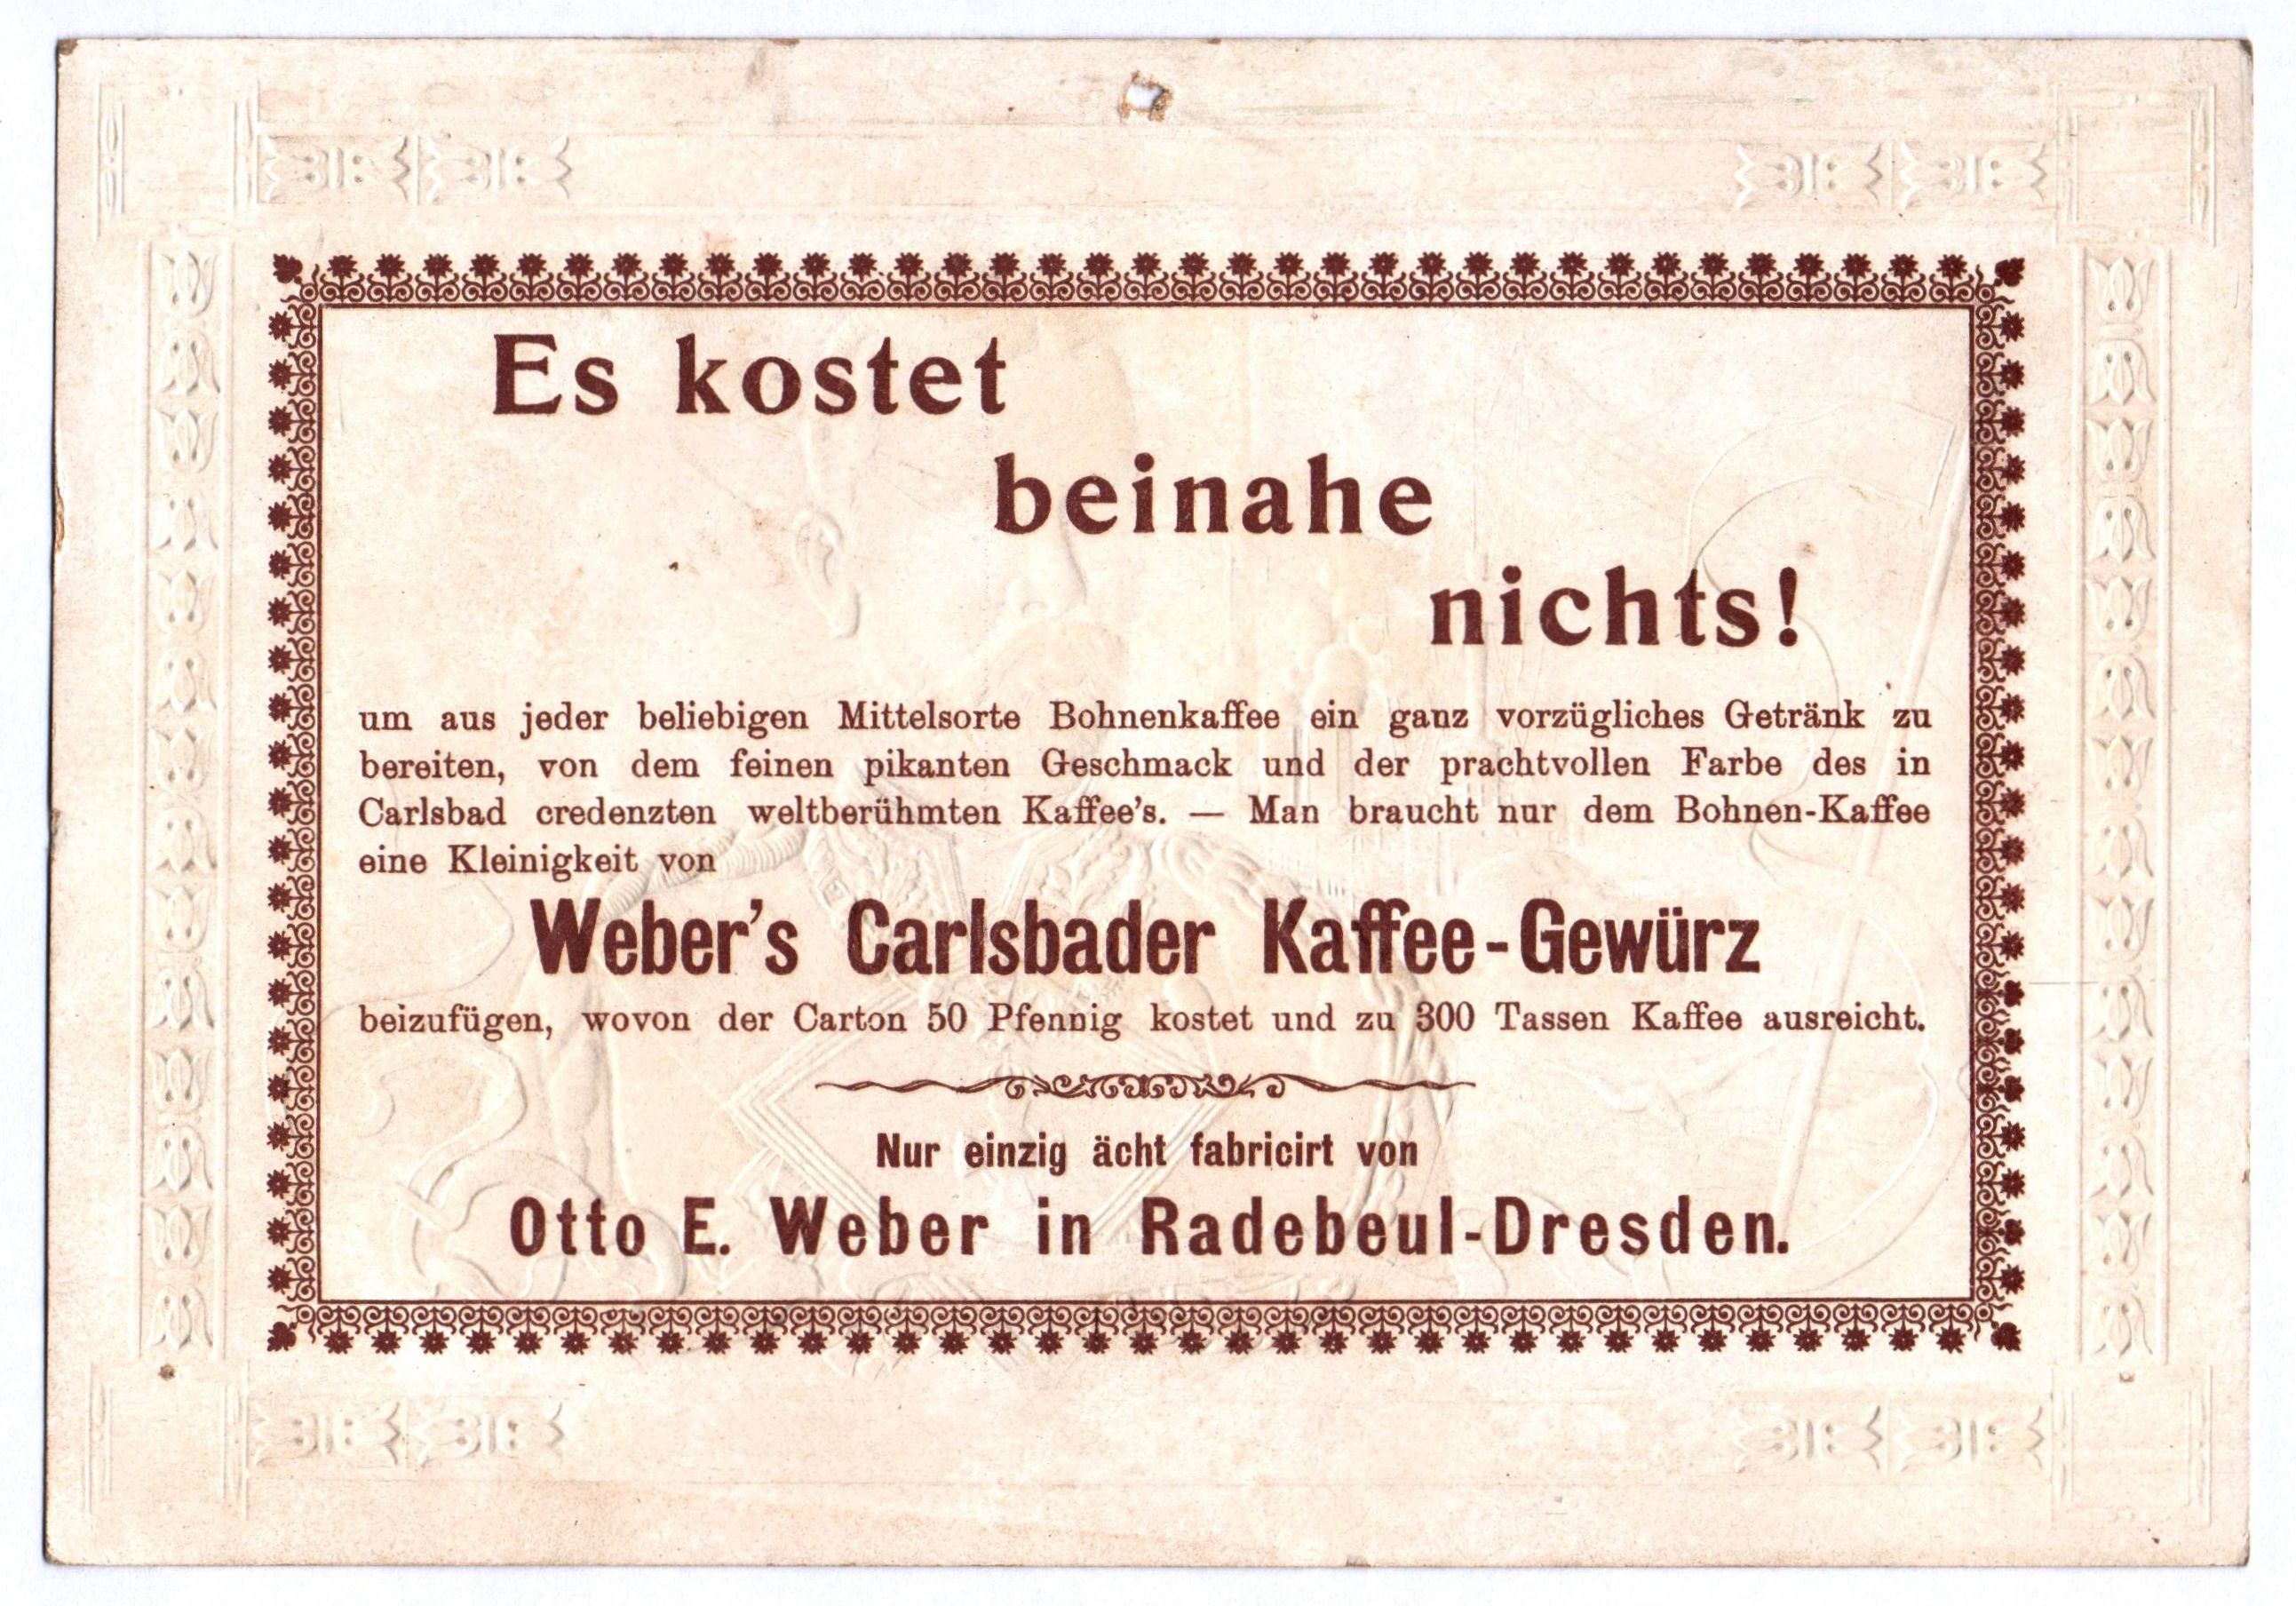 Es kostet
beinahe
nichts!
um aus jeder beliebigen Mittelsorte Bohnenkaffee ein ganz vorzügliches Getränk zu
bereiten, von dem feinen pikanten Geschmack und der prachtvollen Farbe des in
Carlsbad credenzten weltberühmten Kaffee's. — Man braucht nur dem Bohnen-Kaffee
eine Kleinigkeit von
Weber's Carlsbader Kaffee-Gewürz
beizufügen, wovon der Carton 50 Pfennig kostet und zu 300 Tassen Kaffee ausreicht.
Nur einzig ächt fabricirt von
Otto E. Weber in Radebeul-Dresden.